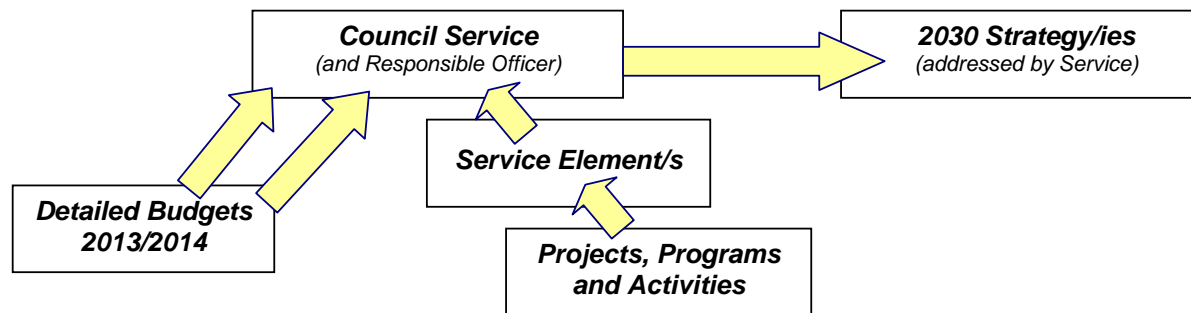 Council Service
(and Responsible Officer)
2030 Strategy/ies
(addressed by Service)
Service Element/s
Detailed Budgets
2013/2014
Projects, Programs
and Activities